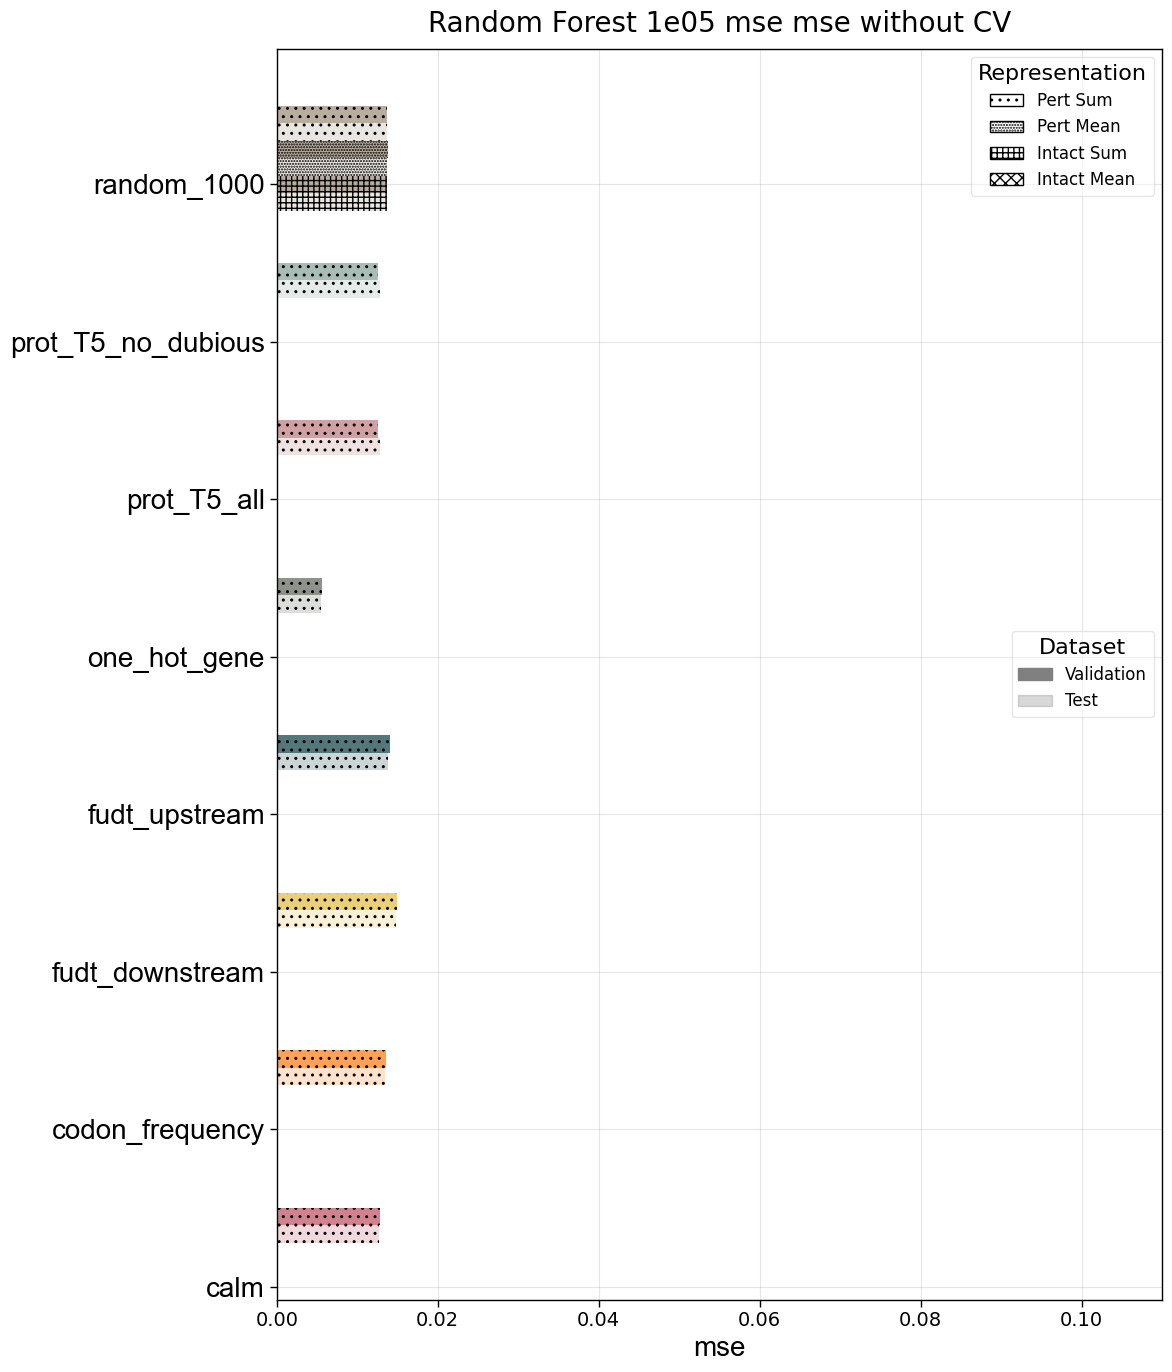 Random Forest 1e05 mse mse without CV
Representation
Pert Sum
Pert Mean
Intact Sum
Intact Mean
random_1000
prot_T5_no_dubious
prot_T5_all
one_hot_gene
Dataset
Validation
Test
fudt_upstream
fudt_downstream
codon_frequency
calm
0.00 0.02 0.04 0.06 0.08 0.10
mse